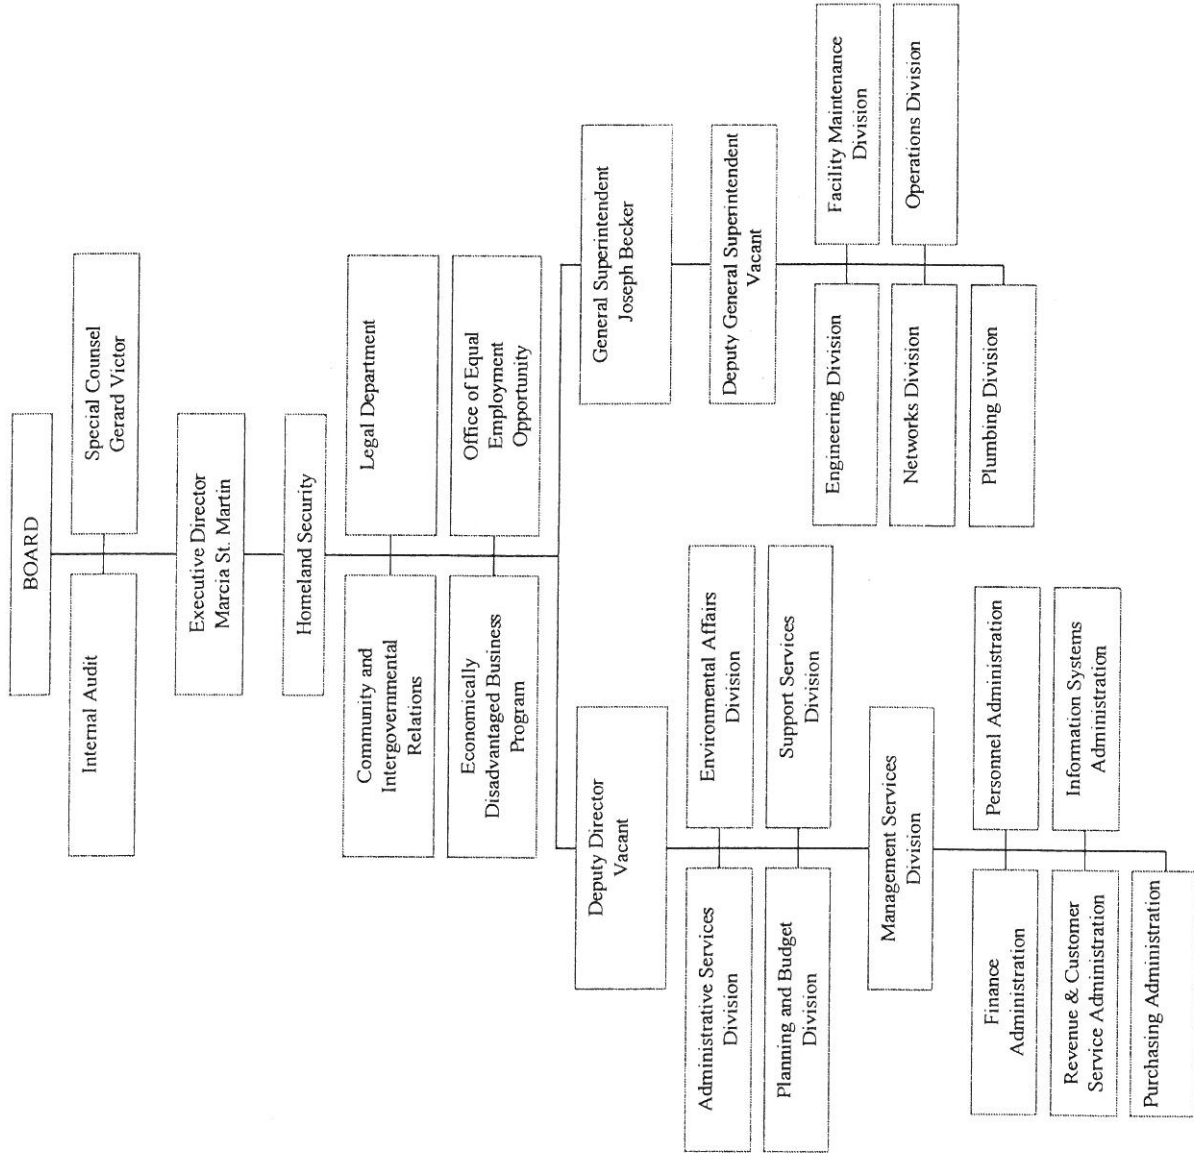 BOARD
Internal Audit
Special Counsel
Gerard Victor
Executive Director
Marcia St. Martin
Homeland Security
Community and
Intergovernmental
Relations
Legal Department
Economically
Disadvantaged Business
Program
Office of Equal
Employment
Opportunity
Deputy Director
Vacant
General Superintendent
Joseph Becker
Administrative Services
Division
Environmental Affairs
Division
Planning and Budget
Division
Support Services
Division
Management Services
Division
Finance
Administration
Personnel Administration
Revenue & Customer
Service Administration
Information Systems
Administration
Purchasing Administration
Deputy General Superintendent
Vacant
Engineering Division
Facility Maintenance
Division
Networks Division
Operations Division
Plumbing Division